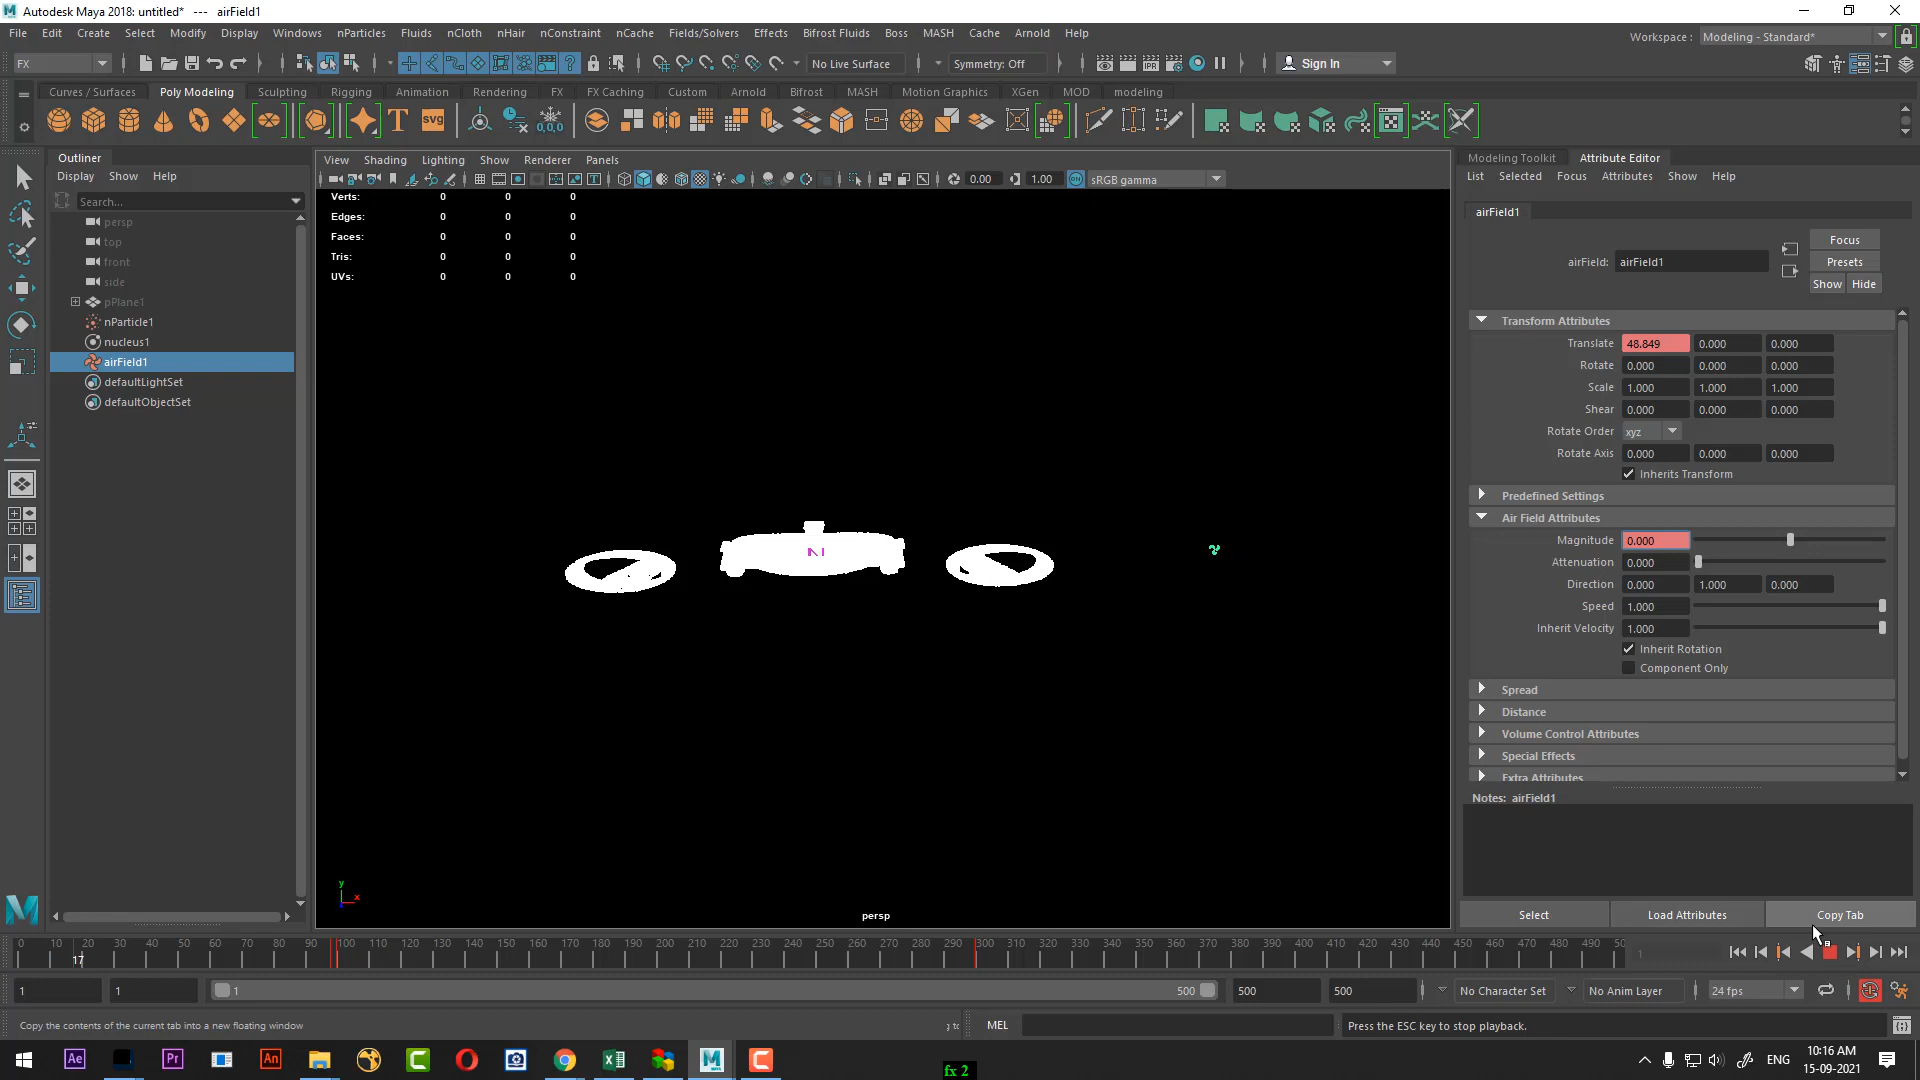 Autodesk Maya 2018: untitled* --- airField1
File Edit Create Select Modify Display Windows nParticles Fluids nCloth nHair nConstraint nCache Fields/Solvers Effects Bifrost Fluids Boss MASH Cache Arnold Help Workspace : Modeling - Standard*
FX No Live Surface Symmetry: Off Sign In
Curves / Surfaces Poly Modeling Sculpting Rigging Animation Rendering FX FX Caching Custom Arnold Bifrost MASH Motion Graphics XGen MOD modeling
T SVG 0,0,0
Outliner
Display Show Help
Search...
persp
top
front
side
pPlane1
nParticle1
nucleus1
airField1
defaultLightSet
defaultObjectSet
View Shading Lighting Show Renderer Panels
0.00 1.00 ON sRGB gamma
Verts: 0 0 0
Edges: 0 0 0
Faces: 0 0 0
Tris: 0 0 0
UVs: 0 0 0
N
y
x
persp
Modeling Toolkit Attribute Editor
List Selected Focus Attributes Show Help
airField1
airField: airField1
Focus
Presets
Show Hide
Transform Attributes
Translate 48.849 0.000 0.000
Rotate 0.000 0.000 0.000
Scale 1.000 1.000 1.000
Shear 0.000 0.000 0.000
Rotate Order xyz
Rotate Axis 0.000 0.000 0.000
Inherits Transform
Predefined Settings
Air Field Attributes
Magnitude 0.000
Attenuation 0.000
Direction 0.000 1.000 0.000
Speed 1.000
Inherit Velocity 1.000
Inherit Rotation
Component Only
Spread
Distance
Volume Control Attributes
Special Effects
Extra Attributes
Notes: airField1
Select Load Attributes Copy Tab
0 10 20 30 40 50 60 70 80 90 100 110 120 130 140 150 160 170 180 190 200 210 220 230 240 250 260 270 280 290 300 310 320 330 340 350 360 370 380 390 400 410 420 430 440 450 460 470 480 490 50
17 1
1 1 1 500 500 500 No Character Set No Anim Layer 24 fps
Copy the contents of the current tab into a new floating window MEL Press the ESC key to stop playback.
Ae Pr An ENG 10:16 AM
15-09-2021
fx 2